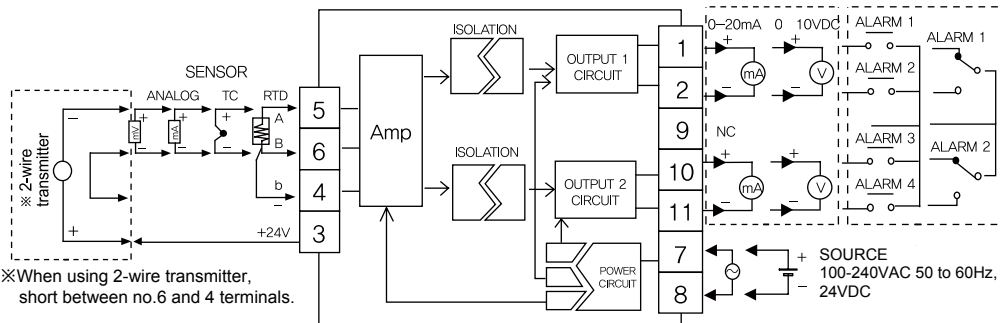 SENSOR
ANALOG TC RTD
※ 2-wire
transmitter
−
+
mV
mA
+
−
+
−
+
−
A
B
b
−
+24V
5
6
4
3
Amp
ISOLATION
ISOLATION
OUTPUT 1
CIRCUIT
OUTPUT 2
CIRCUIT
POWER
CIRCUIT
1
2
9
10
11
7
8
0-20mA 0 10VDC
+
−
mA
+
−
V
NC
+
−
mA
+
−
V
ALARM 1
ALARM 2
ALARM 3
ALARM 4
ALARM 1
ALARM 2
+
−
SOURCE
100-240VAC 50 to 60Hz,
24VDC
※When using 2-wire transmitter,
short between no.6 and 4 terminals.